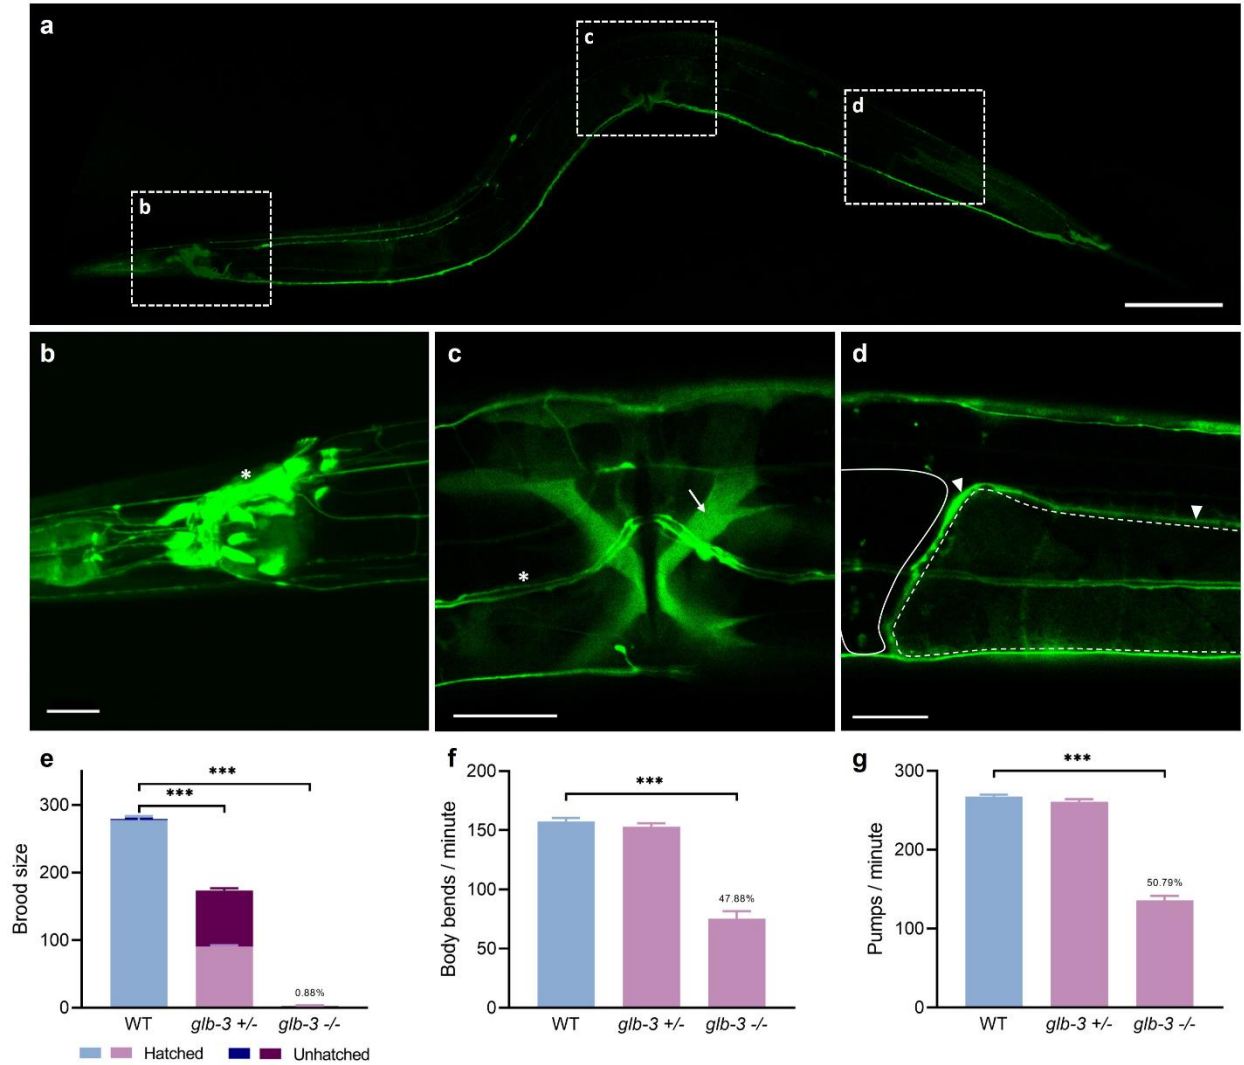 a
b
c
d
b
c
d
*
*
e
f
g
***
***
***
***
300
200
100
0
Brood size
0.88%
WT
glb-3 +/-
glb-3 -/-
Hatched
Unhatched
200
150
100
50
0
Body bends / minute
47.88%
WT
glb-3 +/-
glb-3 -/-
300
200
100
0
Pumps / minute
50.79%
WT
glb-3 +/-
glb-3 -/-